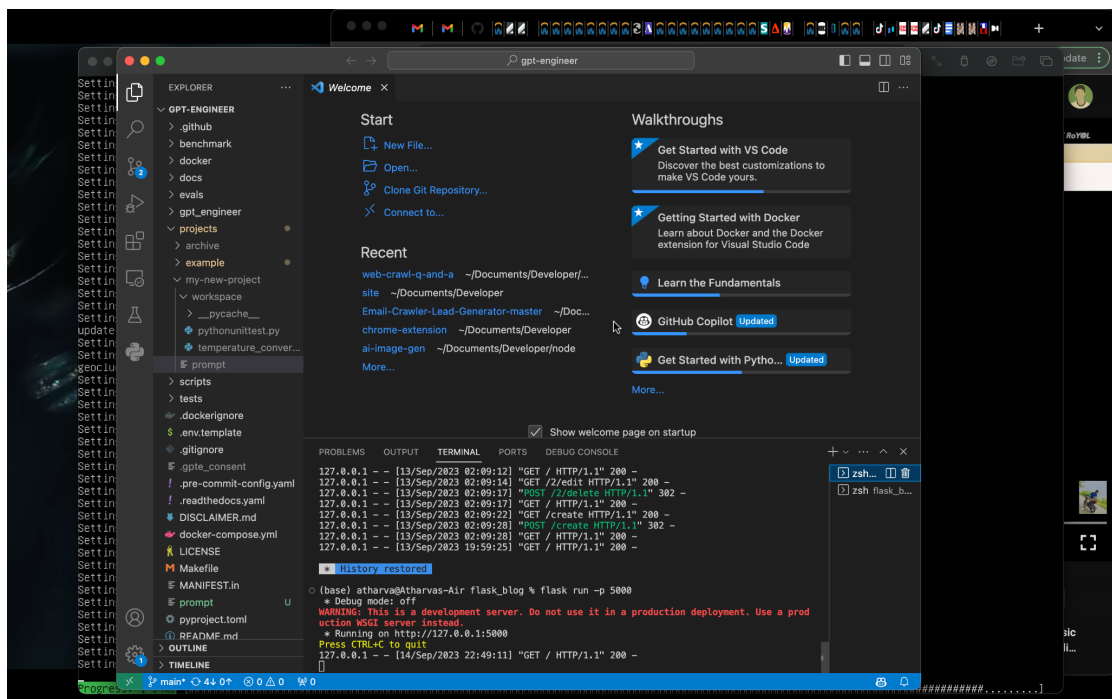 gpt-engineer
date
EXPLORER
Welcome
GPT-ENGINEER
.github
benchmark
docker
docs
evals
gpt_engineer
projects
archive
example
my-new-project
workspace
__pycache__
pythonunittest.py
temperature_conver...
prompt
scripts
tests
.dockerignore
.env.template
.gitignore
.gpte_consent
.pre-commit-config.yaml
.readthedocs.yaml
DISCLAIMER.md
docker-compose.yml
LICENSE
Makefile
MANIFEST.in
prompt U
pyproject.toml
README.md
OUTLINE
TIMELINE
Start
New File...
Open...
Clone Git Repository...
Connect to...
Recent
web-crawl-q-and-a ~/Documents/Developer/...
site ~/Documents/Developer
Email-Crawler-Lead-Generator-master ~/Doc...
chrome-extension ~/Documents/Developer
ai-image-gen ~/Documents/Developer/node
More...
Walkthroughs
Get Started with VS Code
Discover the best customizations to
make VS Code yours.
Getting Started with Docker
Learn about Docker and the Docker
extension for Visual Studio Code
Learn the Fundamentals
GitHub Copilot Updated
Get Started with Pytho... Updated
More...
Show welcome page on startup
PROBLEMS OUTPUT TERMINAL PORTS DEBUG CONSOLE
127.0.0.1 - - [13/Sep/2023 02:09:12] "GET / HTTP/1.1" 200 -
127.0.0.1 - - [13/Sep/2023 02:09:14] "GET /2/edit HTTP/1.1" 200 -
127.0.0.1 - - [13/Sep/2023 02:09:17] "POST /2/delete HTTP/1.1" 302 -
127.0.0.1 - - [13/Sep/2023 02:09:17] "GET / HTTP/1.1" 200 -
127.0.0.1 - - [13/Sep/2023 02:09:22] "GET /create HTTP/1.1" 200 -
127.0.0.1 - - [13/Sep/2023 02:09:28] "POST /create HTTP/1.1" 302 -
127.0.0.1 - - [13/Sep/2023 02:09:28] "GET / HTTP/1.1" 200 -
127.0.0.1 - - [13/Sep/2023 19:59:25] "GET / HTTP/1.1" 200 -
* History restored
(base) atharva@Atharvas-Air flask_blog % flask run -p 5000
* Debug mode: off
WARNING: This is a development server. Do not use it in a production deployment. Use a prod
uction WSGI server instead.
* Running on http://127.0.0.1:5000
Press CTRL+C to quit
127.0.0.1 - - [14/Sep/2023 22:49:11] "GET / HTTP/1.1" 200 -
zsh...
zsh flask_b...
main* 4↓ 0↑ 0 0 0